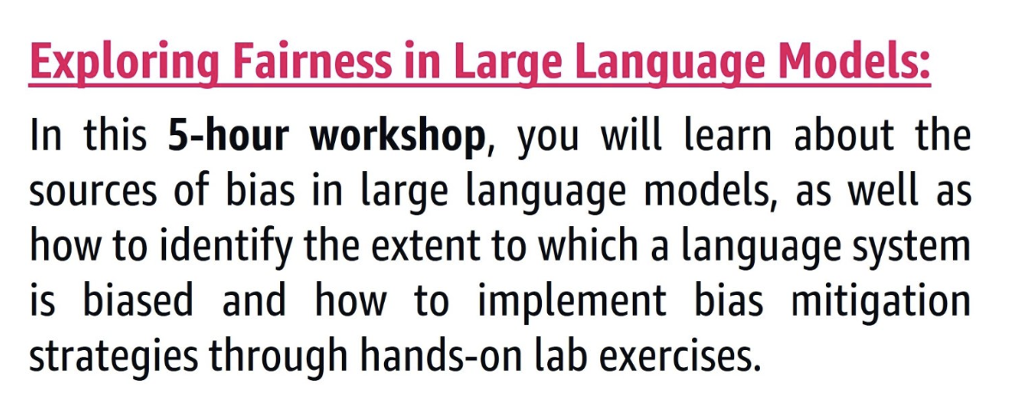 Exploring Fairness in Large Language Models:
In this 5-hour workshop, you will learn about the
sources of bias in large language models, as well as
how to identify the extent to which a language system
is biased and how to implement bias mitigation
strategies through hands-on lab exercises.